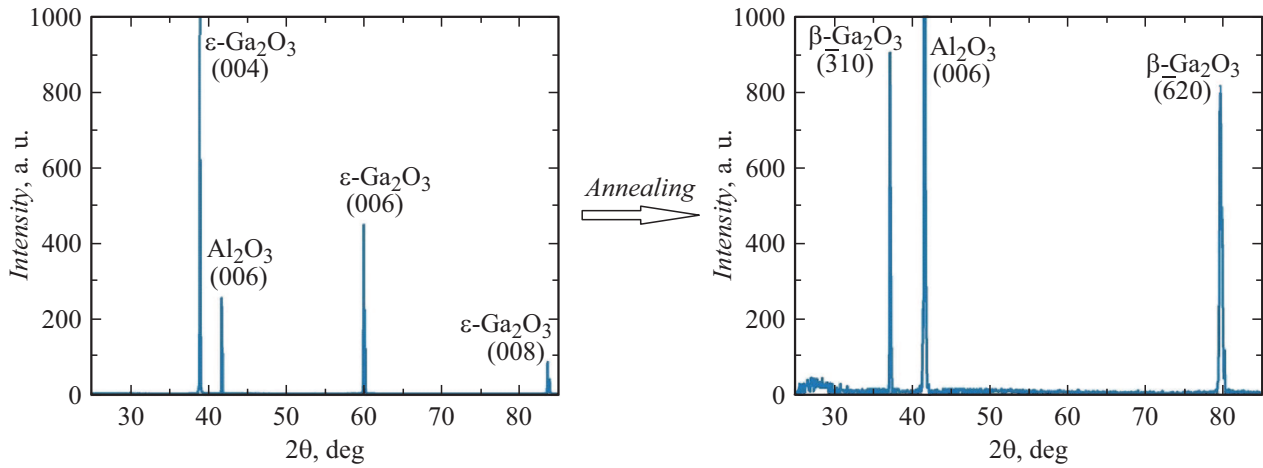 1000
800
600
400
200
0
Intensity, a. u.
ε-Ga₂O₃
(004)
Al₂O₃
(006)
ε-Ga₂O₃
(006)
ε-Ga₂O₃
(008)
30 40 50 60 70 80
2θ, deg
Annealing
1000
800
600
400
200
0
Intensity, a. u.
β-Ga₂O₃
(3̅10)
Al₂O₃
(006)
β-Ga₂O₃
(6̅20)
30 40 50 60 70 80
2θ, deg